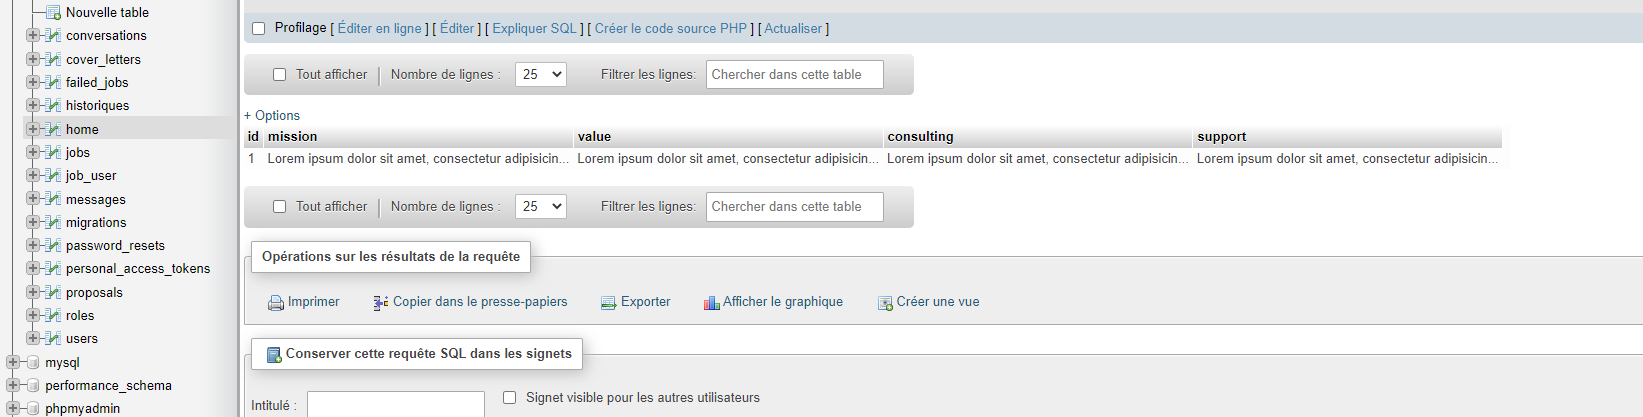 Nouvelle table
conversations
cover_letters
failed_jobs
historiques
home
jobs
job_user
messages
migrations
password_resets
personal_access_tokens
proposals
roles
users
mysql
performance_schema
phpmyadmin
Profilage [ Éditer en ligne ] [ Éditer ] [ Expliquer SQL ] [ Créer le code source PHP ] [ Actualiser ]
Tout afficher | Nombre de lignes : 25 Filtrer les lignes: Chercher dans cette table
+ Options
id mission value consulting support
1 Lorem ipsum dolor sit amet, consectetur adipisicin... Lorem ipsum dolor sit amet, consectetur adipisicin... Lorem ipsum dolor sit amet, consectetur adipisicin... Lorem ipsum dolor sit amet, consectetur adipisicin...
Tout afficher | Nombre de lignes : 25 Filtrer les lignes: Chercher dans cette table
Opérations sur les résultats de la requête
Imprimer Copier dans le presse-papiers Exporter Afficher le graphique Créer une vue
Conserver cette requête SQL dans les signets
Intitulé : Signet visible pour les autres utilisateurs